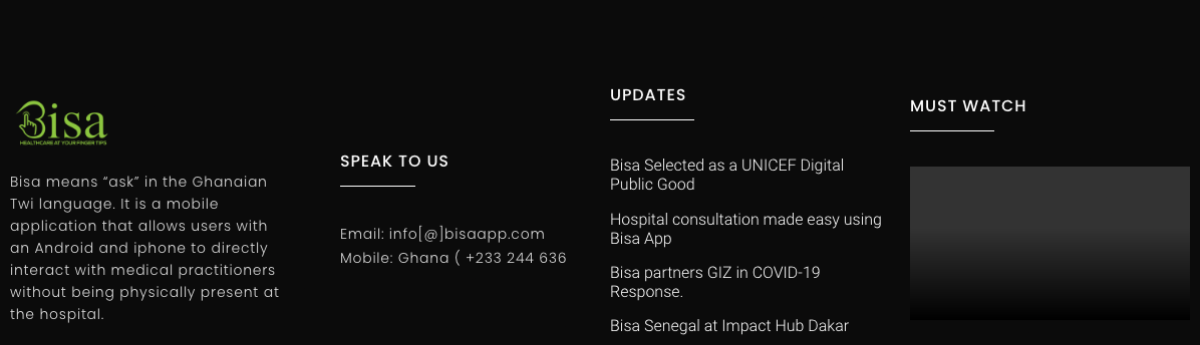 Bisa
HEALTHCARE AT YOUR FINGER TIPS
Bisa means “ask” in the Ghanaian
Twi language. It is a mobile
application that allows users with
an Android and iphone to directly
interact with medical practitioners
without being physically present at
the hospital.
SPEAK TO US
Email: info[@]bisaapp.com
Mobile: Ghana ( +233 244 636
UPDATES
Bisa Selected as a UNICEF Digital
Public Good
Hospital consultation made easy using
Bisa App
Bisa partners GIZ in COVID-19
Response.
Bisa Senegal at Impact Hub Dakar
MUST WATCH